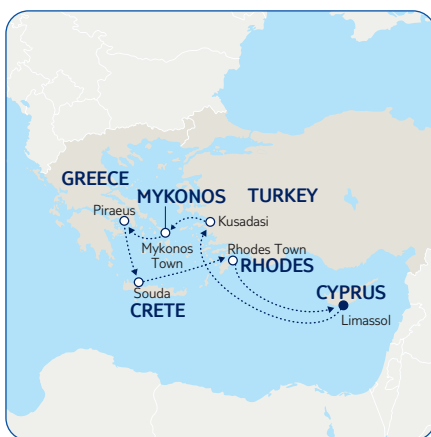 GREECE
MYKONOS
TURKEY
Piraeus
Kusadasi
Mykonos
Town
Rhodes Town
RHODES
Souda
CRETE
CYPRUS
Limassol